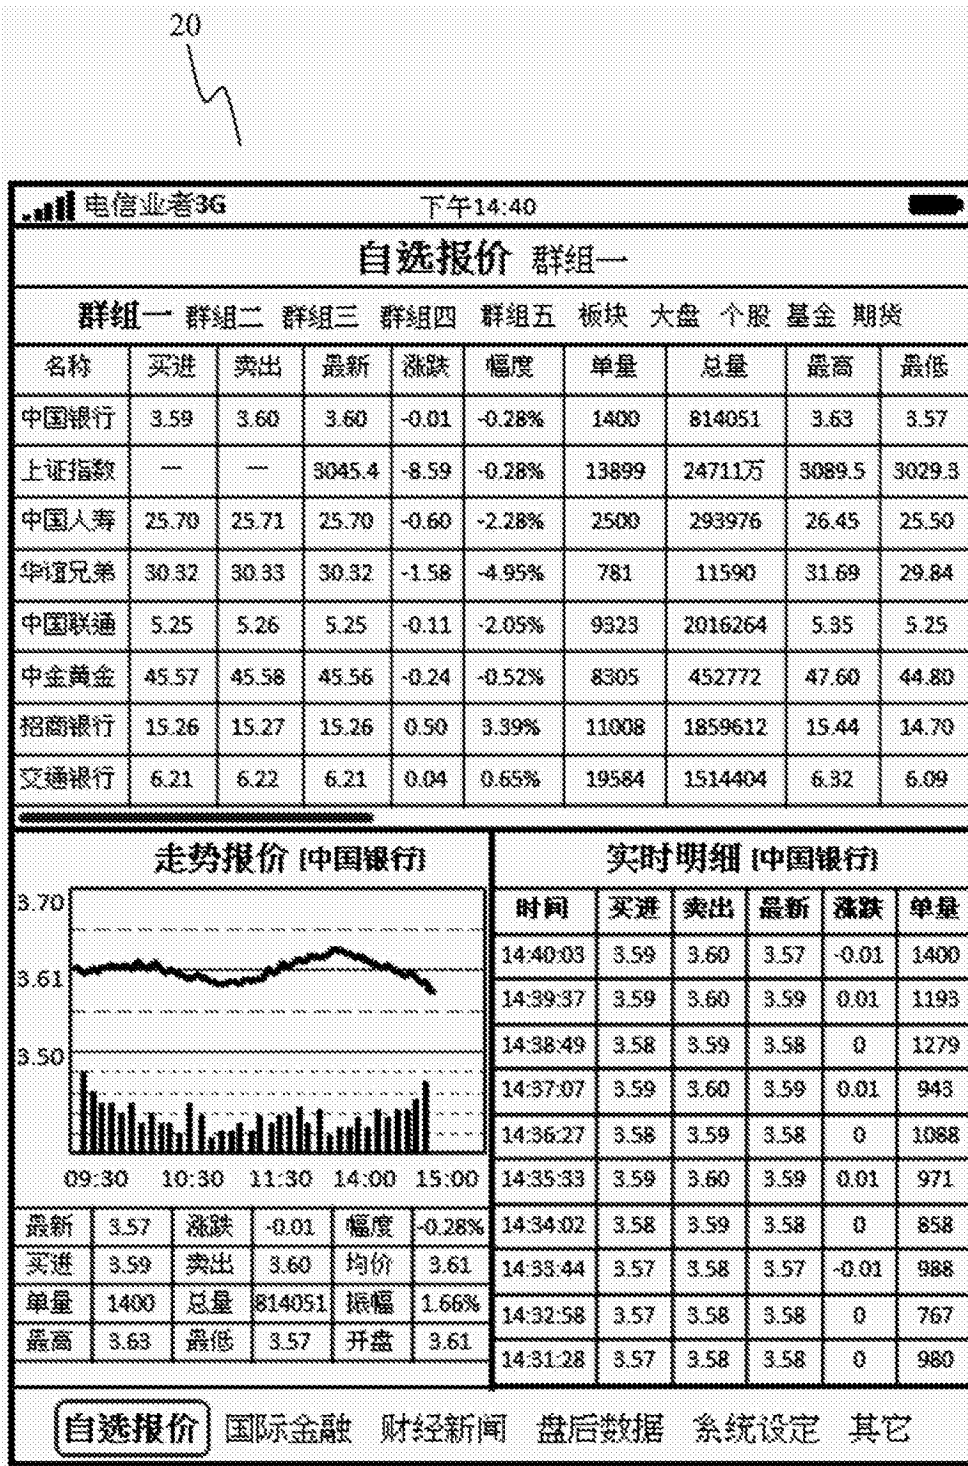 20
电信业者3G 下午14:40
自选报价 群组一
群组一 群组二 群组三 群组四 群组五 板块 大盘 个股 基金 期货
名称 买进 卖出 最新 涨跌 幅度 单量 总量 最高 最低
中国银行 3.59 3.60 3.60 -0.01 -0.28% 1400 814051 3.63 3.57
上证指数 — — 3045.4 -8.59 -0.28% 13899 24711万 3089.5 3029.3
中国人寿 25.70 25.71 25.70 -0.60 -2.28% 2500 293976 26.45 25.50
华谊兄弟 30.32 30.33 30.32 -1.58 -4.95% 781 11590 31.69 29.84
中国联通 5.25 5.26 5.25 -0.11 -2.05% 9323 2016264 5.35 5.25
中金黄金 45.57 45.58 45.56 -0.24 -0.52% 8305 452772 47.60 44.80
招商银行 15.26 15.27 15.26 0.50 3.39% 11008 1859612 15.44 14.70
交通银行 6.21 6.22 6.21 0.04 0.65% 19584 1514404 6.32 6.09
走势报价 [中国银行]
3.70
3.61
3.50
09:30 10:30 11:30 14:00 15:00
最新 3.57 涨跌 -0.01 幅度 -0.28%
买进 3.59 卖出 3.60 均价 3.61
单量 1400 总量 814051 振幅 1.66%
最高 3.63 最低 3.57 开盘 3.61
实时明细 [中国银行]
时间 买进 卖出 最新 涨跌 单量
14:40:03 3.59 3.60 3.57 -0.01 1400
14:39:37 3.59 3.60 3.59 0.01 1193
14:38:49 3.58 3.59 3.58 0 1279
14:37:07 3.59 3.60 3.59 0.01 943
14:36:27 3.58 3.59 3.58 0 1088
14:35:33 3.59 3.60 3.59 0.01 971
14:34:02 3.58 3.59 3.58 0 858
14:33:44 3.57 3.58 3.57 -0.01 988
14:32:58 3.57 3.58 3.58 0 767
14:31:28 3.57 3.58 3.58 0 980
自选报价 国际金融 财经新闻 盘后数据 系统设定 其它